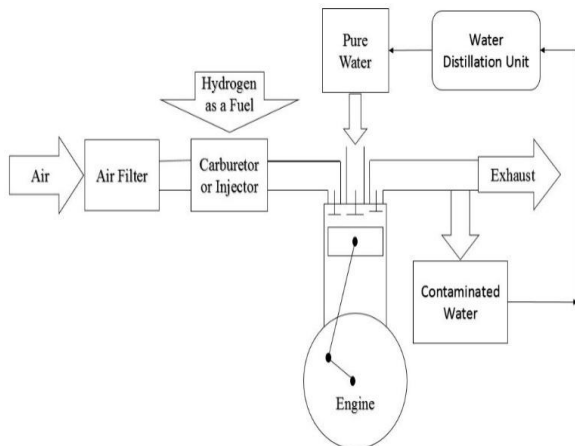 Pure
Water
Water
Distillation Unit
Hydrogen
as a Fuel
Air
Air Filter
Carburetor
or Injector
Exhaust
Contaminated
Water
Engine